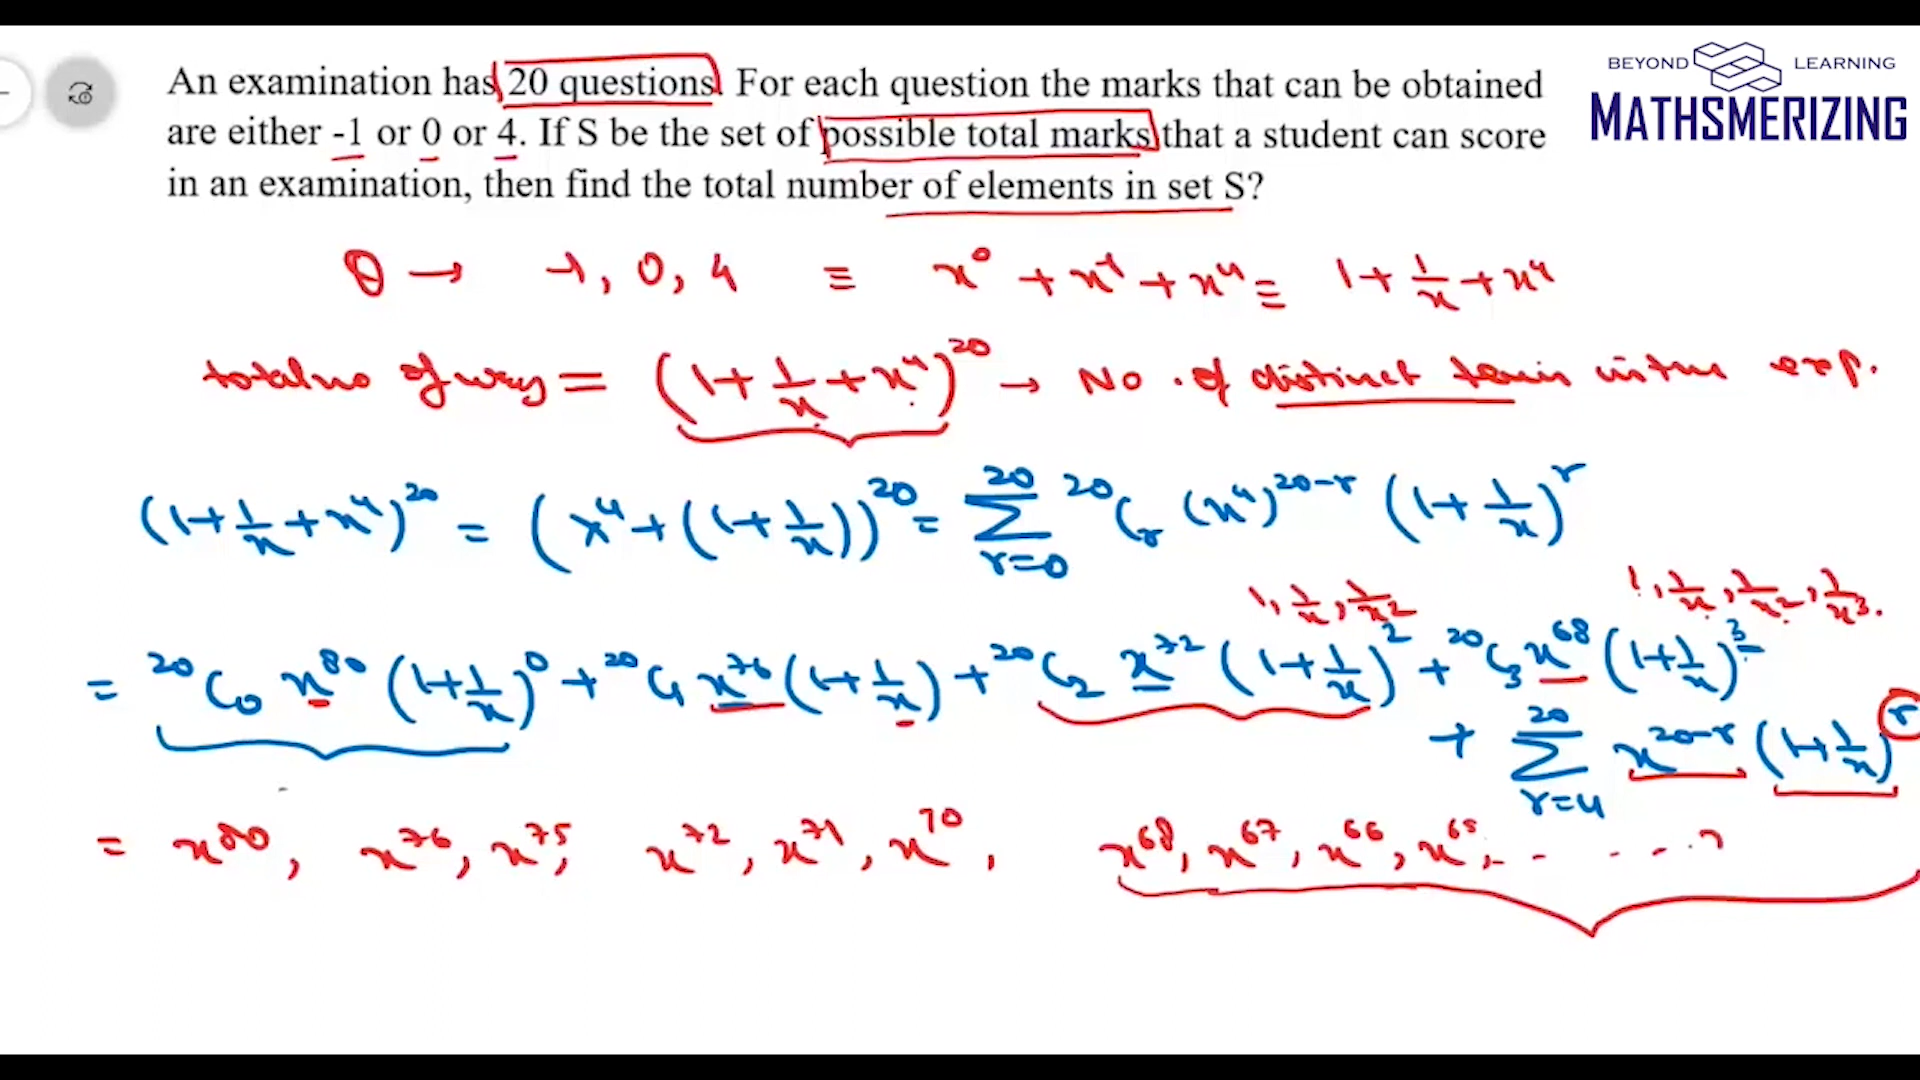 BEYOND LEARNING
MATHSMERIZING
An examination has 20 questions. For each question the marks that can be obtained
are either -1 or 0 or 4. If S be the set of possible total marks that a student can score
in an examination, then find the total number of elements in set S?
Q → -1, 0, 4 ≡ x⁰ + x⁻¹ + x⁴ ≡ 1 + 1/x + x⁴
total no of ways = (1 + 1/x + x⁴)²⁰ → No. of distinct terms in the exp.
(1 + 1/x + x⁴)²⁰ = (x⁴ + (1 + 1/x))²⁰ = Σ_{r=0}^{20} ²⁰Cᵣ (x⁴)²⁰⁻ʳ (1 + 1/x)ʳ
1, 1/x, 1/x² 1, 1/x, 1/x², 1/x³.
= ²⁰C₀ x⁸⁰ (1 + 1/x)⁰ + ²⁰C₁ x⁷⁶ (1 + 1/x) + ²⁰C₂ x⁷² (1 + 1/x)² + ²⁰C₃ x⁶⁸ (1 + 1/x)³
+ Σ_{r=4}^{20} x²⁰⁻ʳ (1 + 1/x)ʳ
= x⁸⁰, x⁷⁶, x⁷⁵, x⁷², x⁷¹, x⁷⁰, x⁶⁸, x⁶⁷, x⁶⁶, x⁶⁵, - - - - - .